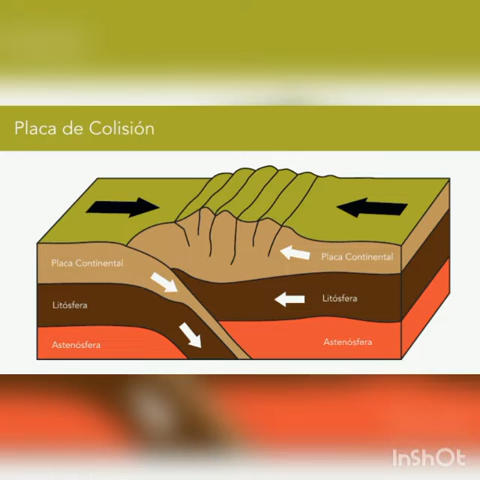 Placa de Colisión
Placa Continental
Placa Continental
Litósfera
Litósfera
Astenósfera
Astenósfera
InShOt